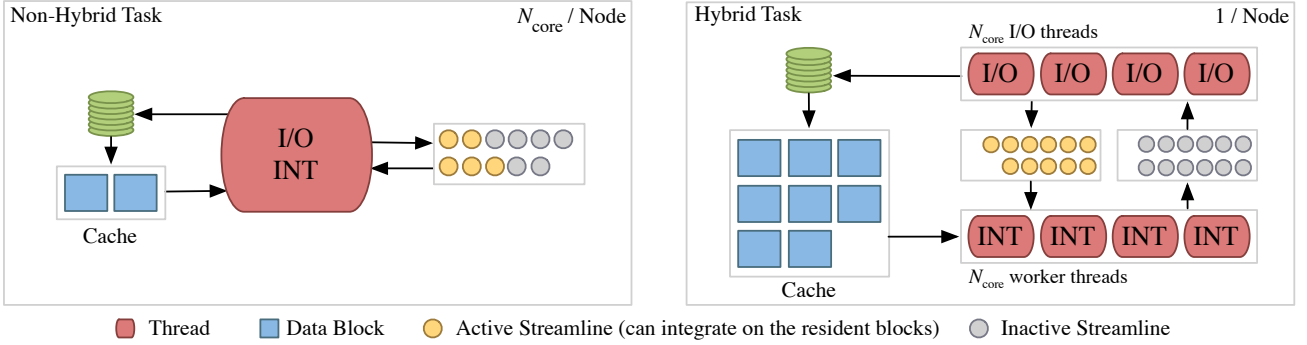 Non-Hybrid Task
N_core / Node
I/O
INT
Cache
Hybrid Task
1 / Node
N_core I/O threads
I/O I/O I/O I/O
INT INT INT INT
N_core worker threads
Cache
Thread Data Block Active Streamline (can integrate on the resident blocks) Inactive Streamline